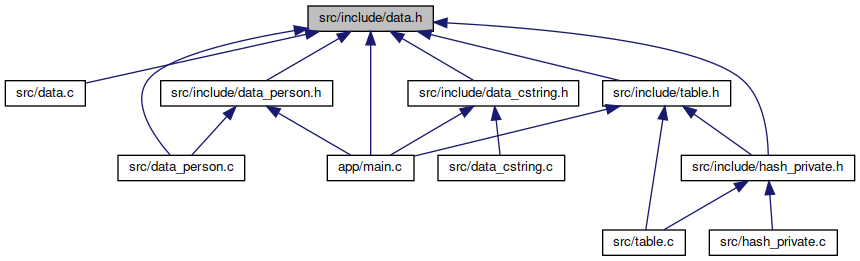 src/include/data.h
src/data.c
src/include/data_person.h
src/include/data_cstring.h
src/include/table.h
src/data_person.c
app/main.c
src/data_cstring.c
src/include/hash_private.h
src/table.c
src/hash_private.c